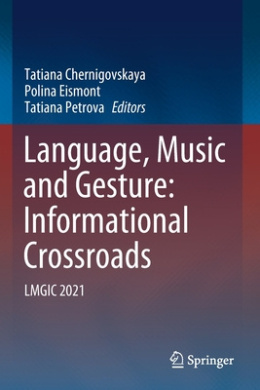 Tatiana Chernigovskaya
Polina Eismont
Tatiana Petrova Editors
Language, Music
and Gesture:
Informational
Crossroads
LMGIC 2021
Springer